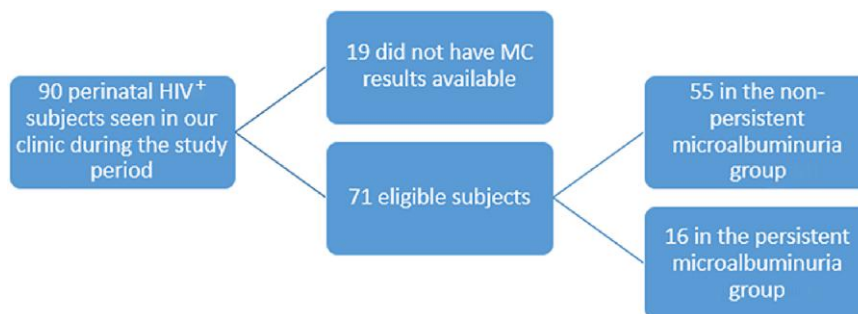 90 perinatal HIV+
subjects seen in our
clinic during the study
period
19 did not have MC
results available
71 eligible subjects
55 in the non-
persistent
microalbuminuria
group
16 in the persistent
microalbuminuria
group